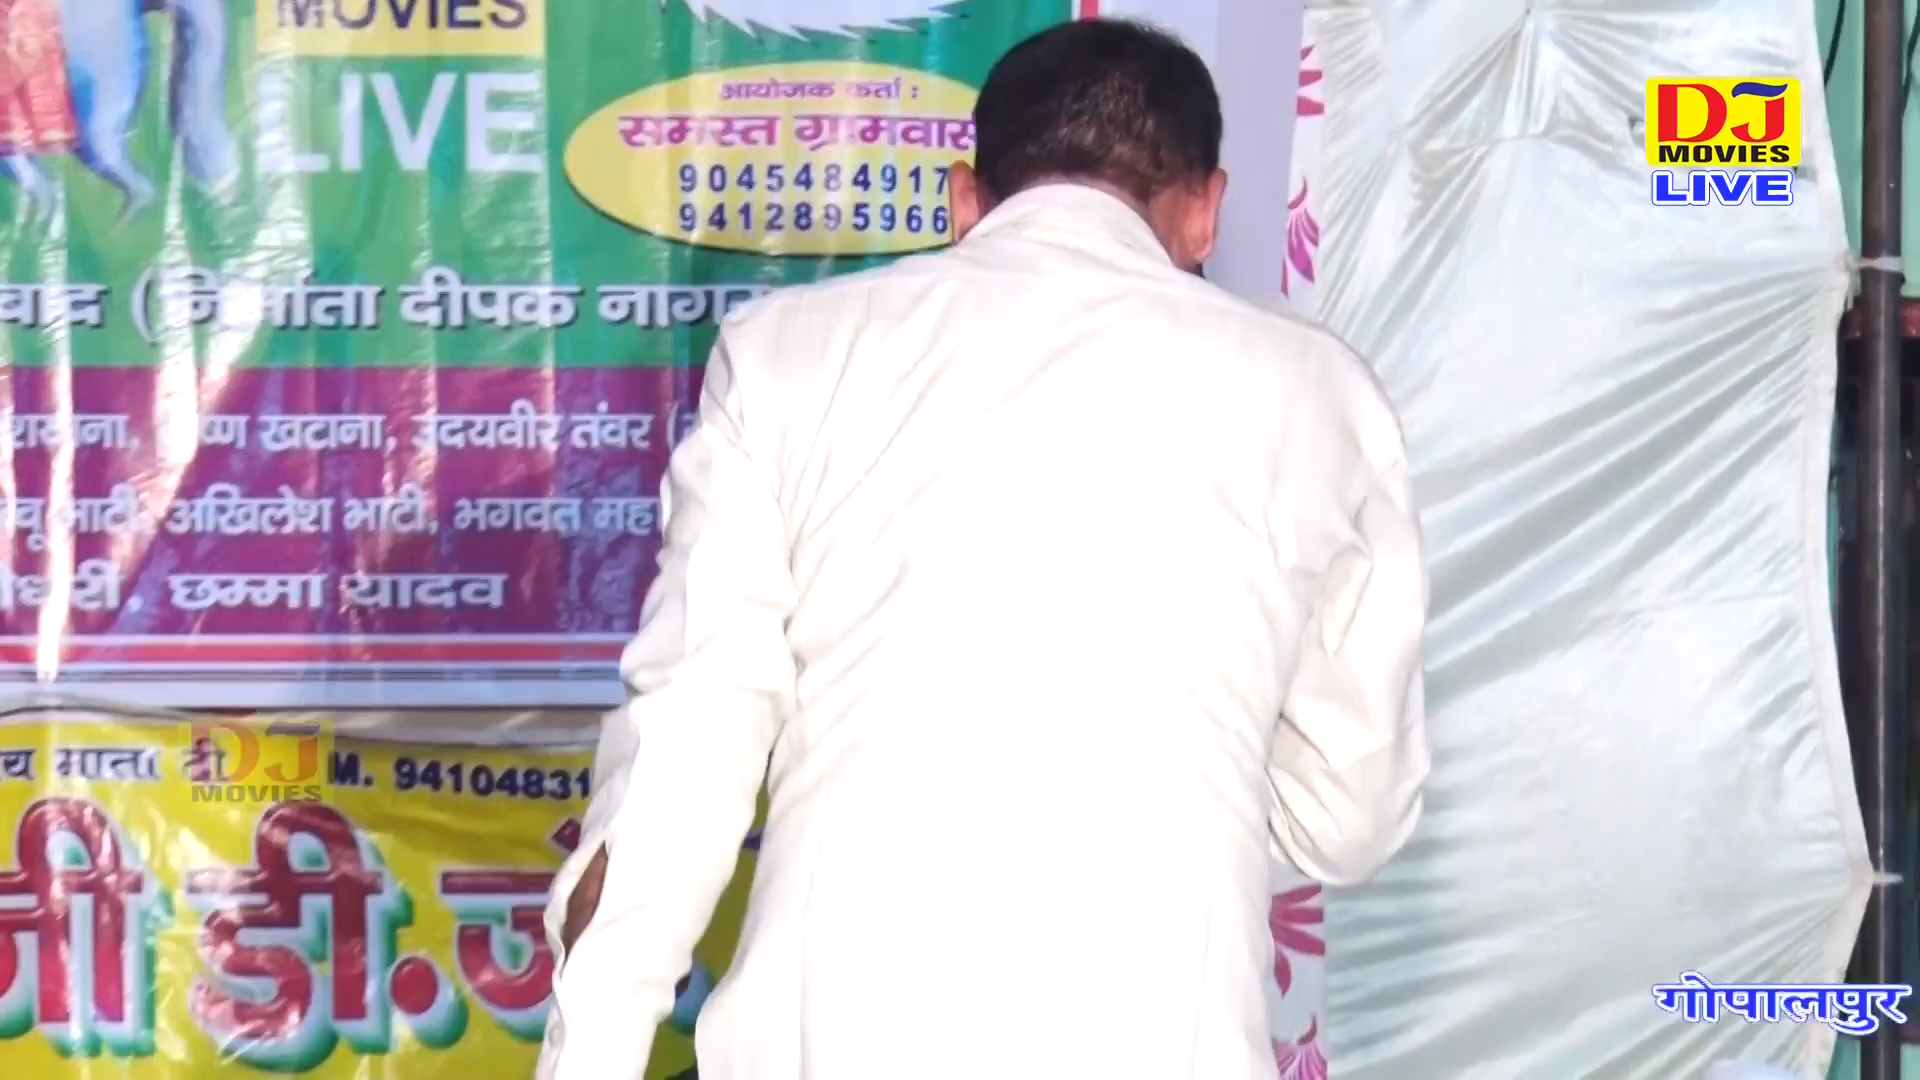 MOVIES
LIVE
आयोजक कर्ता :
समस्त ग्रामवास
9045484917
9412895966
(निर्माता दीपक नागर
खटाना, उदयवीर तंवर (
भाटी, अखिलेश भाटी, भगवत
छम्मा यादव
माता दी M. 94104831
DJ
MOVIES
डी.
DJ
MOVIES
LIVE
गोपालपुर